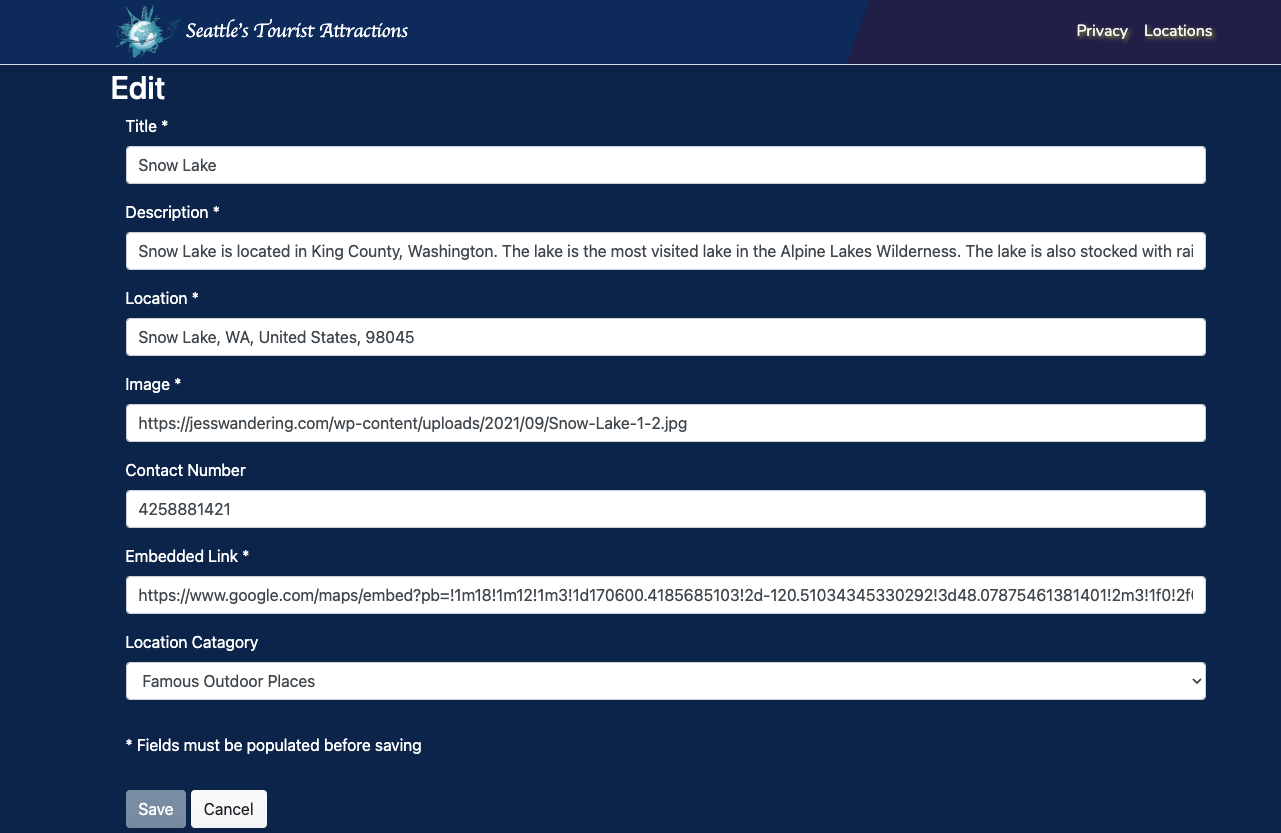 Seattle's Tourist Attractions
Privacy Locations
Edit
Title *
Snow Lake
Description *
Snow Lake is located in King County, Washington. The lake is the most visited lake in the Alpine Lakes Wilderness. The lake is also stocked with rai
Location *
Snow Lake, WA, United States, 98045
Image *
https://jesswandering.com/wp-content/uploads/2021/09/Snow-Lake-1-2.jpg
Contact Number
4258881421
Embedded Link *
https://www.google.com/maps/embed?pb=!1m18!1m12!1m3!1d170600.4185685103!2d-120.51034345330292!3d48.07875461381401!2m3!1f0!2f
Location Catagory
Famous Outdoor Places
* Fields must be populated before saving
Save Cancel